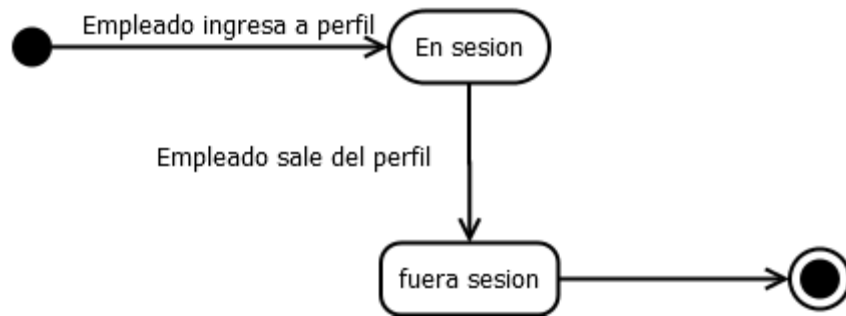 Empleado ingresa a perfil
En sesion
Empleado sale del perfil
fuera sesion